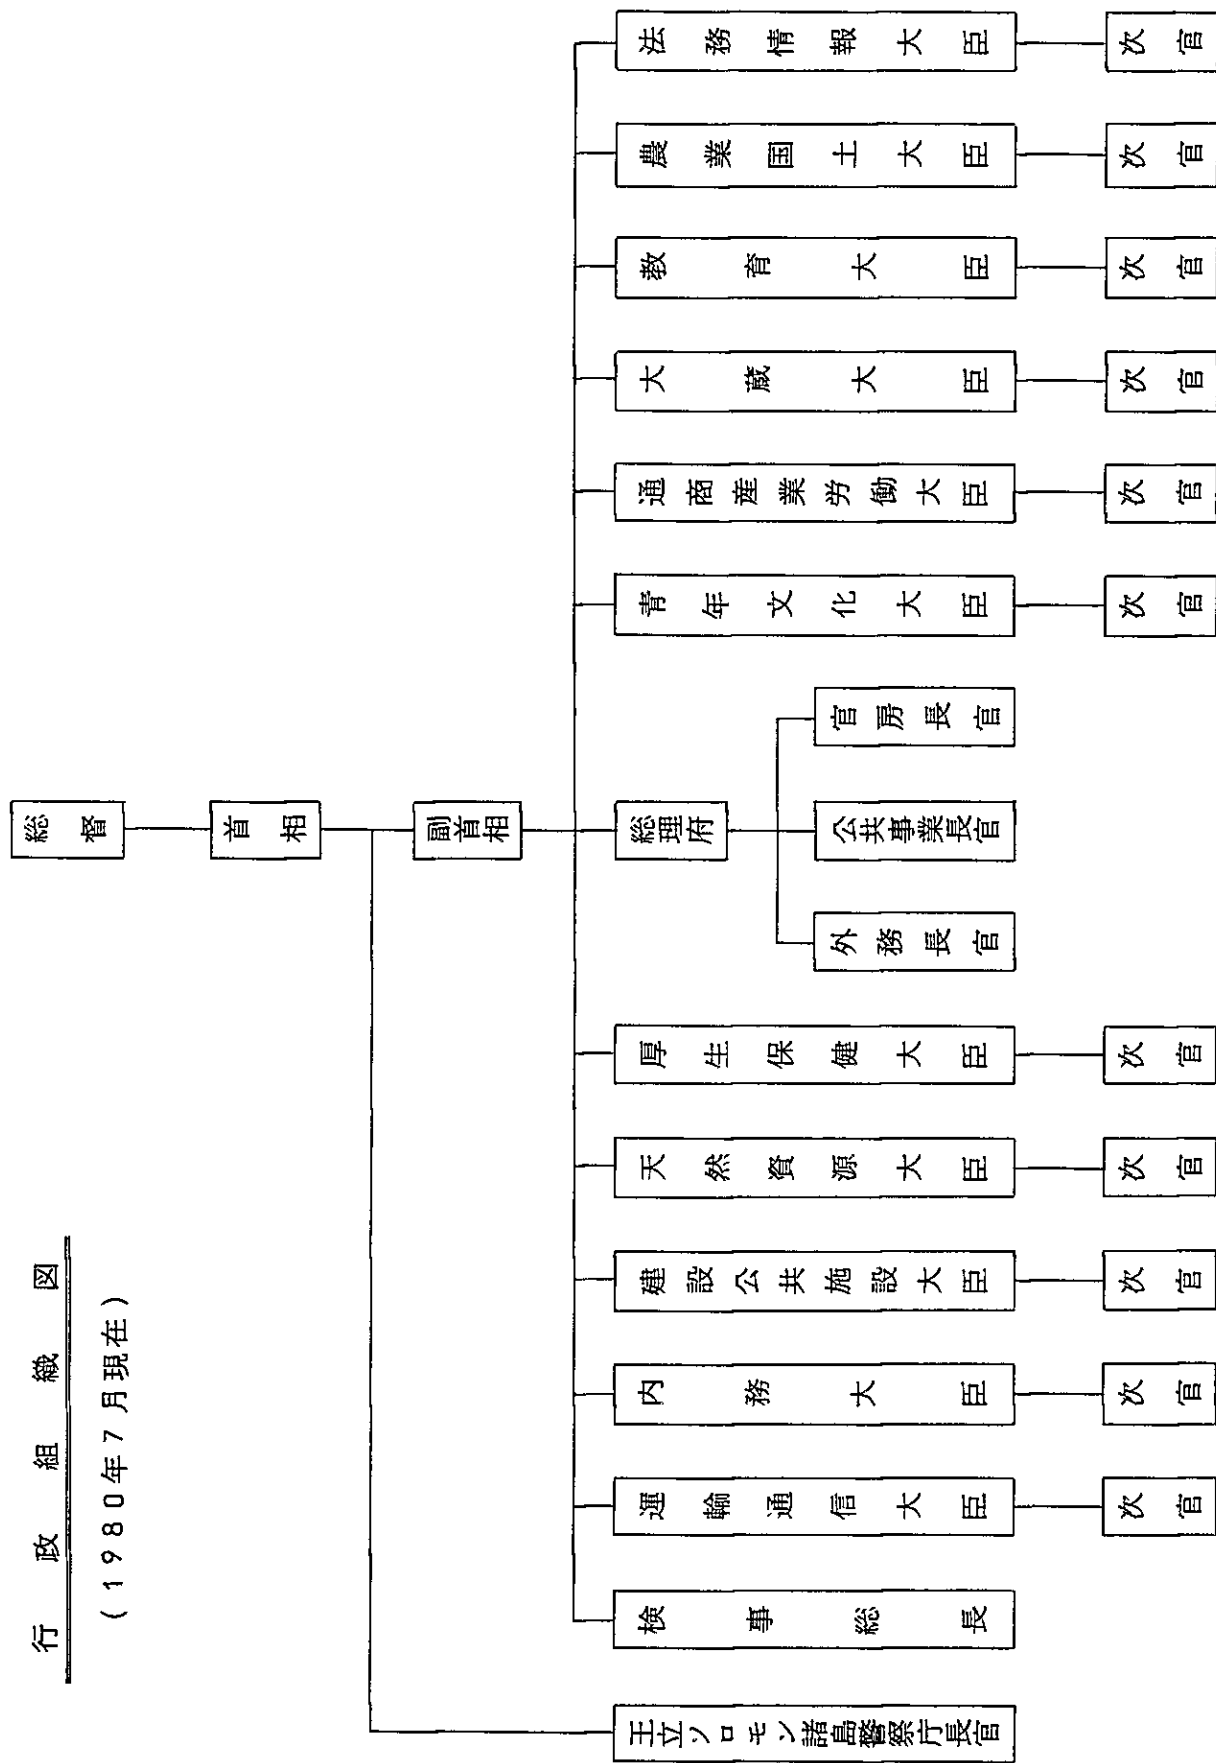 行政組織図
(1980年7月現在)
総督
首相
副首相
総理府
官房長官
公共事業長官
外務長官
法務情報大臣
次官
農業国土大臣
次官
教育大臣
次官
大蔵大臣
次官
通商産業労働大臣
次官
青年文化大臣
次官
厚生保健大臣
次官
天然資源大臣
次官
建設公共施設大臣
次官
内務大臣
次官
運輸通信大臣
次官
検事総長
王立ソロモン諸島警察庁長官